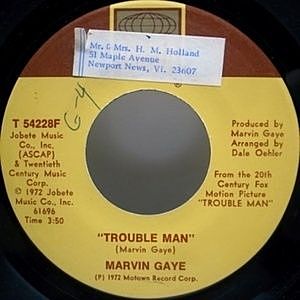 Mr. & Mrs. H. M. Holland
51 Maple Avenue
Newport News, Vi. 23607
T 54228F
Jobete Music
Co., Inc.
(ASCAP)
& Twentieth
Century Music
Corp.
© 1972 Jobete
Music Co., Inc.
61696
Time 3:50
Produced by
Marvin Gaye
Arranged by
Dale Oehler
From the 20th
Century Fox
Motion Picture
"TROUBLE MAN"
"TROUBLE MAN"
(Marvin Gaye)
MARVIN GAYE
(P) 1972 Motown Record Corp.